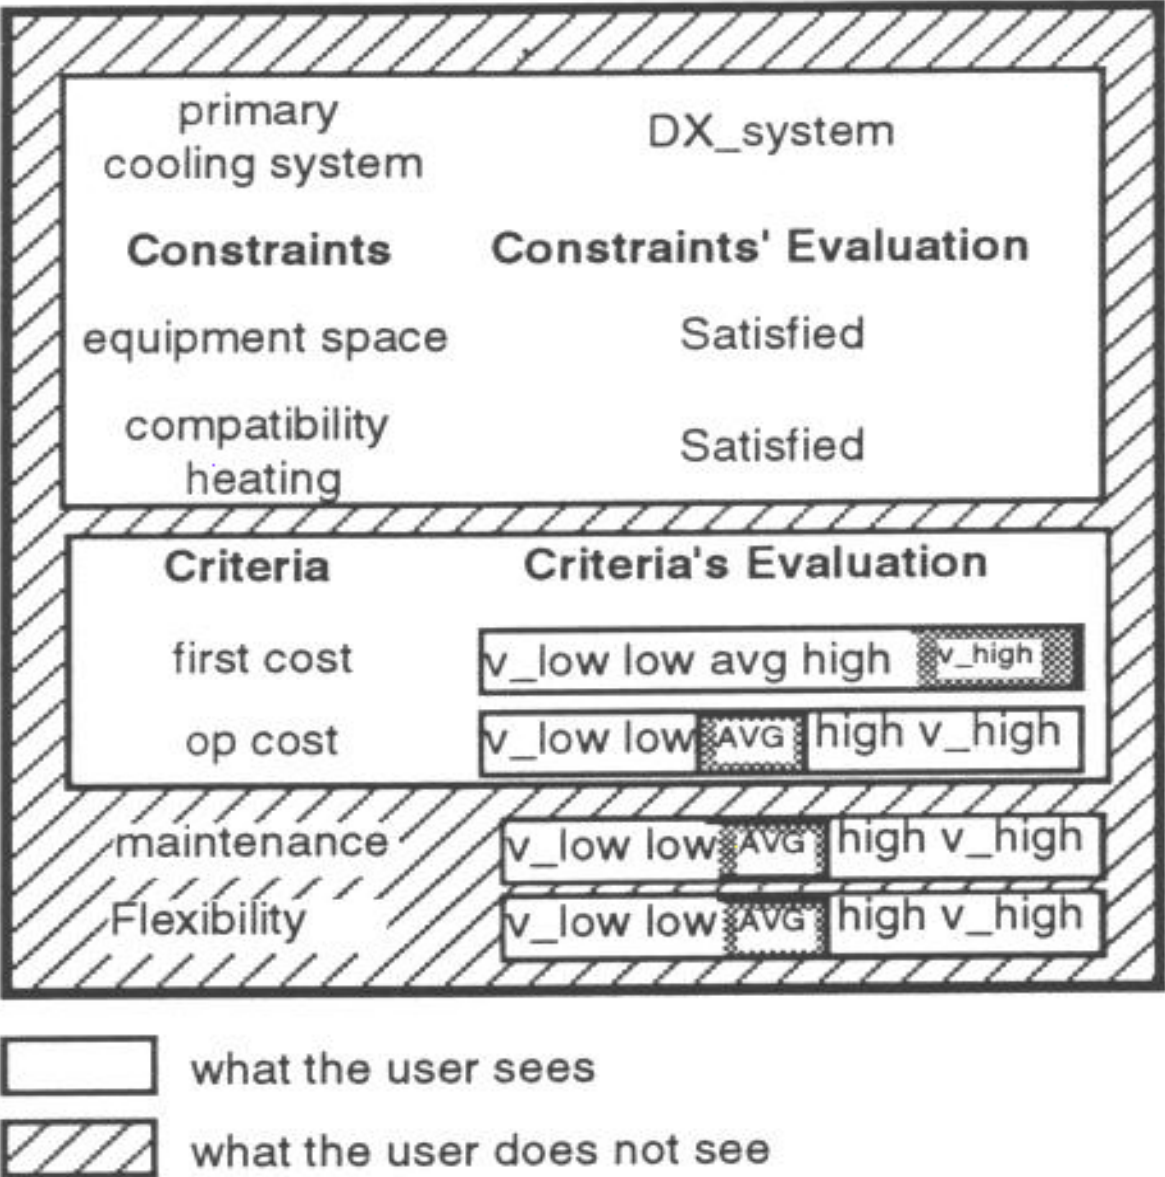 primary
cooling system DX_system
Constraints Constraints' Evaluation
equipment space Satisfied
compatibility
heating Satisfied
Criteria Criteria's Evaluation
first cost v_low low avg high v_high
op cost v_low low AVG high v_high
maintenance v_low low AVG high v_high
Flexibility v_low low AVG high v_high
what the user sees
what the user does not see